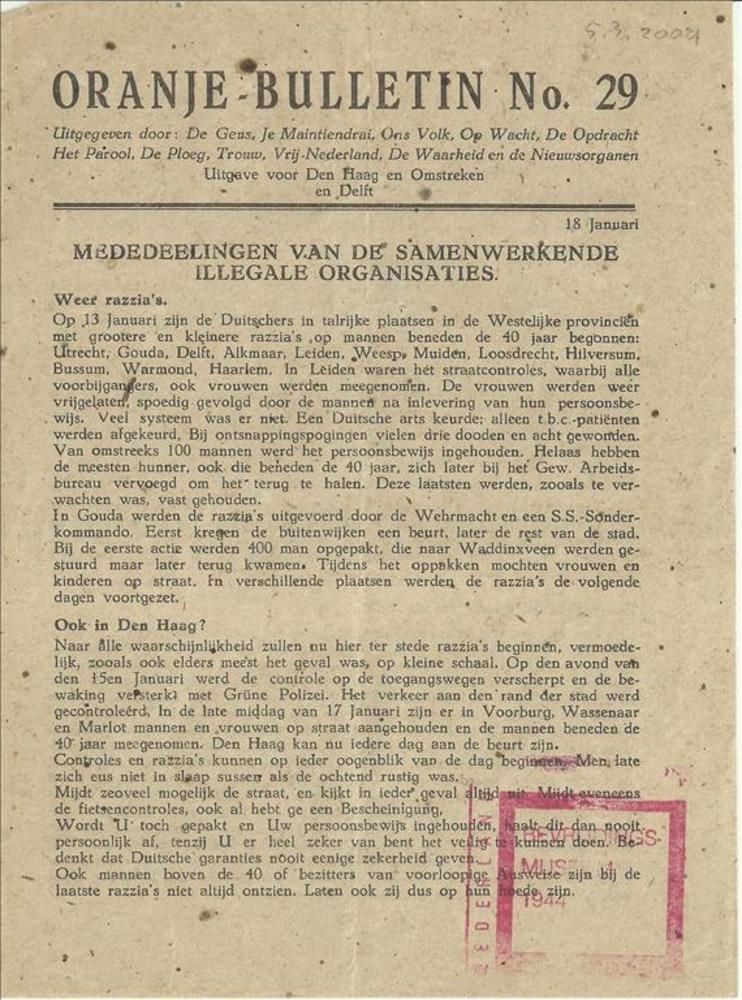 5.3.2004
ORANJE-BULLETIN No. 29
Uitgegeven door: De Geus, Je Maintiendrai, Ons Volk, Op Wacht, De Opdracht
Het Parool, De Ploeg, Trouw, Vrij-Nederland, De Waarheid en de Nieuwsorganen
Uitgave voor Den Haag en Omstreken
en Delft
18 Januari
MEDEDEELINGEN VAN DE SAMENWERKENDE
ILLEGALE ORGANISATIES.
Weer razzia's.
Op 13 Januari zijn de Duitschers in talrijke plaatsen in de Westelijke provinciën
met grootere en kleinere razzia's op mannen beneden de 40 jaar begonnen:
Utrecht, Gouda, Delft, Alkmaar, Leiden, Weesp, Muiden, Loosdrecht, Hilversum,
Bussum, Warmond, Haarlem. In Leiden waren het straatcontroles, waarbij alle
voorbijgangers, ook vrouwen werden meegenomen. De vrouwen werden weer
vrijgelaten, spoedig gevolgd door de mannen na inlevering van hun persoonsbe-
wijs. Veel systeem was er niet. Een Duitsche arts keurde; alleen t.b.c.-patiënten
werden afgekeurd, Bij ontsnappingspogingen vielen drie dooden en acht gewonden.
Van omstreeks 100 mannen werd het persoonsbewijs ingehouden. Helaas hebben
de meesten hunner, ook die beneden de 40 jaar, zich later bij het Gew. Arbeids-
bureau vervoegd om het terug te halen. Deze laatsten werden, zooals te ver-
wachten was, vast gehouden.
In Gouda werden de razzia's uitgevoerd door de Wehrmacht en een S.S.-Sonder-
kommando. Eerst kregen de buitenwijken een beurt, later de rest van de stad.
Bij de eerste actie werden 400 man opgepakt, die naar Waddinxveen werden ge-
stuurd maar later terug kwamen. Tijdens het oppakken mochten vrouwen en
kinderen op straat. In verschillende plaatsen werden de razzia's de volgende
dagen voortgezet.
Ook in Den Haag?
Naar alle waarschijnlijkheid zullen nu hier ter stede razzia's beginnen, vermoede-
lijk, zooals ook elders meest het geval was, op kleine schaal. Op den avond van
den 15en Januari werd de controle op de toegangswegen verscherpt en de be-
waking versterkt met Grüne Polizei. Het verkeer aan den rand der stad werd
gecontroleerd, In de late middag van 17 Januari zijn er in Voorburg, Wassenaar
en Marlot mannen en vrouwen op straat aangehouden en de mannen beneden de
40 jaar meegenomen. Den Haag kan nu iedere dag aan de beurt zijn.
Controles en razzia's kunnen op ieder oogenblik van de dag beginnen. Men late
zich eus niet in slaap sussen als de ochtend rustig was.
Mijdt zeoveel mogelijk de straat, en kijkt in ieder geval altijd uit. Mijdt eveneens
de fietsencontroles, ook al hebt ge een Bescheinigung,
Wordt U toch gepakt en Uw persoonsbewijs ingehouden, haalt dit dan nooit
persoonlijk af, tenzij U er heel zeker van bent het veilig te kunnen doen. Be-
denkt dat Duitsche garanties nooit eenige zekerheid geven.
Ook mannen boven de 40 of bezitters van voorloopige Ausweise zijn bij de
laatste razzia's niet altijd ontzien. Laten ook zij dus op hun hoede zijn.
1944